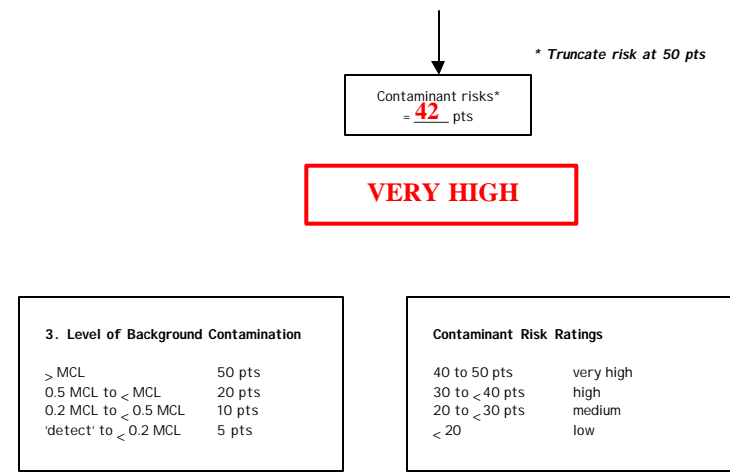 * Truncate risk at 50 pts
Contaminant risks*
= 42 pts
VERY HIGH
3. Level of Background Contamination
> MCL 50 pts
0.5 MCL to < MCL 20 pts
0.2 MCL to < 0.5 MCL 10 pts
'detect' to < 0.2 MCL 5 pts
Contaminant Risk Ratings
40 to 50 pts very high
30 to <40 pts high
20 to <30 pts medium
< 20 low